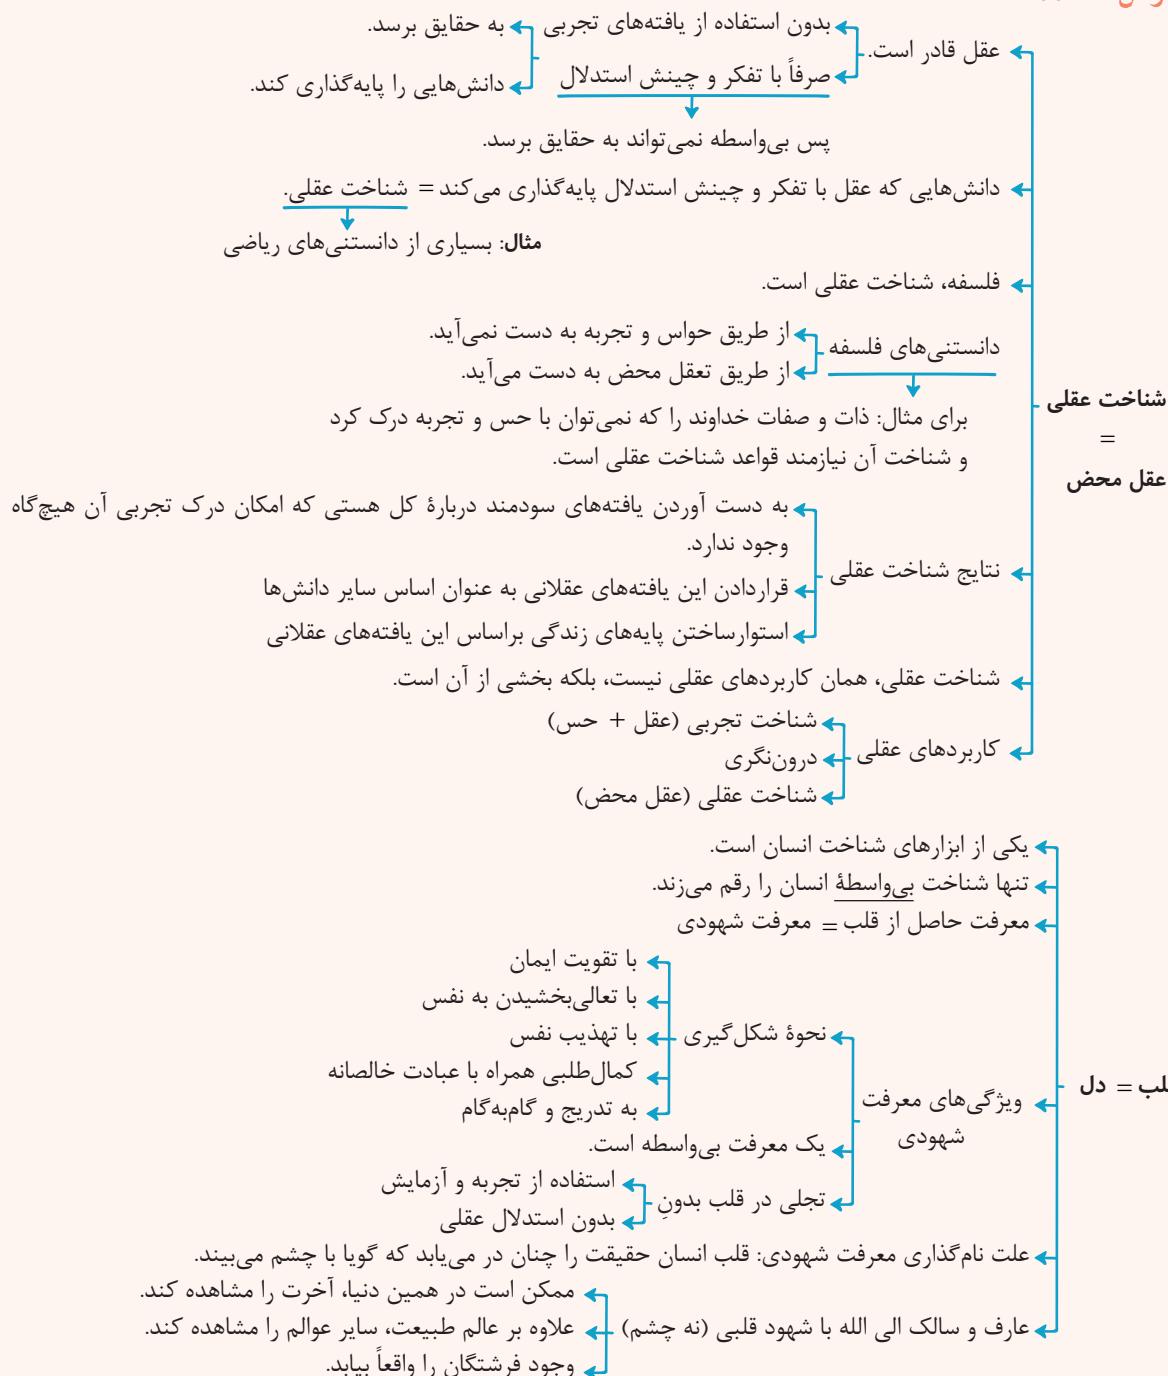 عقل قادر است.
بدون استفاده از یافته‌های تجربی
صرفاً با تفکر و چینش استدلال
به حقایق برسد.
دانش‌هایی را پایه‌گذاری کند.
پس بی‌واسطه نمی‌تواند به حقایق برسد.
دانش‌هایی که عقل با تفکر و چینش استدلال پایه‌گذاری می‌کند = شناخت عقلی.
مثال: بسیاری از دانستنی‌های ریاضی
فلسفه، شناخت عقلی است.
دانستنی‌های فلسفه
از طریق حواس و تجربه به دست نمی‌آید.
از طریق تعقل محض به دست می‌آید.
شناخت عقلی
=
عقل محض
برای مثال: ذات و صفات خداوند را که نمی‌توان با حس و تجربه درک کرد
و شناخت آن نیازمند قواعد شناخت عقلی است.
نتایج شناخت عقلی
به دست آوردن یافته‌های سودمند دربارهٔ کل هستی که امکان درک تجربی آن هیچ‌گاه
وجود ندارد.
قراردادن این یافته‌های عقلانی به عنوان اساس سایر دانش‌ها
استوارساختن پایه‌های زندگی براساس این یافته‌های عقلانی
شناخت عقلی، همان کاربردهای عقلی نیست، بلکه بخشی از آن است.
کاربردهای عقلی
شناخت تجربی (عقل + حس)
درون‌نگری
شناخت عقلی (عقل محض)
= دل
یکی از ابزارهای شناخت انسان است.
تنها شناخت بی‌واسطهٔ انسان را رقم می‌زند.
معرفت حاصل از قلب = معرفت شهودی
ویژگی‌های معرفت
شهودی
نحوهٔ شکل‌گیری
با تقویت ایمان
با تعالی‌بخشیدن به نفس
با تهذیب نفس
کمال‌طلبی همراه با عبادت خالصانه
به تدریج و گام‌به‌گام
یک معرفت بی‌واسطه است.
تجلی در قلب بدونِ
استفاده از تجربه و آزمایش
بدون استدلال عقلی
علت نام‌گذاری معرفت شهودی: قلب انسان حقیقت را چنان در می‌یابد که گویا با چشم می‌بیند.
عارف و سالک الی الله با شهود قلبی (نه چشم)
ممکن است در همین دنیا، آخرت را مشاهده کند.
علاوه بر عالم طبیعت، سایر عوالم را مشاهده کند.
وجود فرشتگان را واقعاً بیابد.